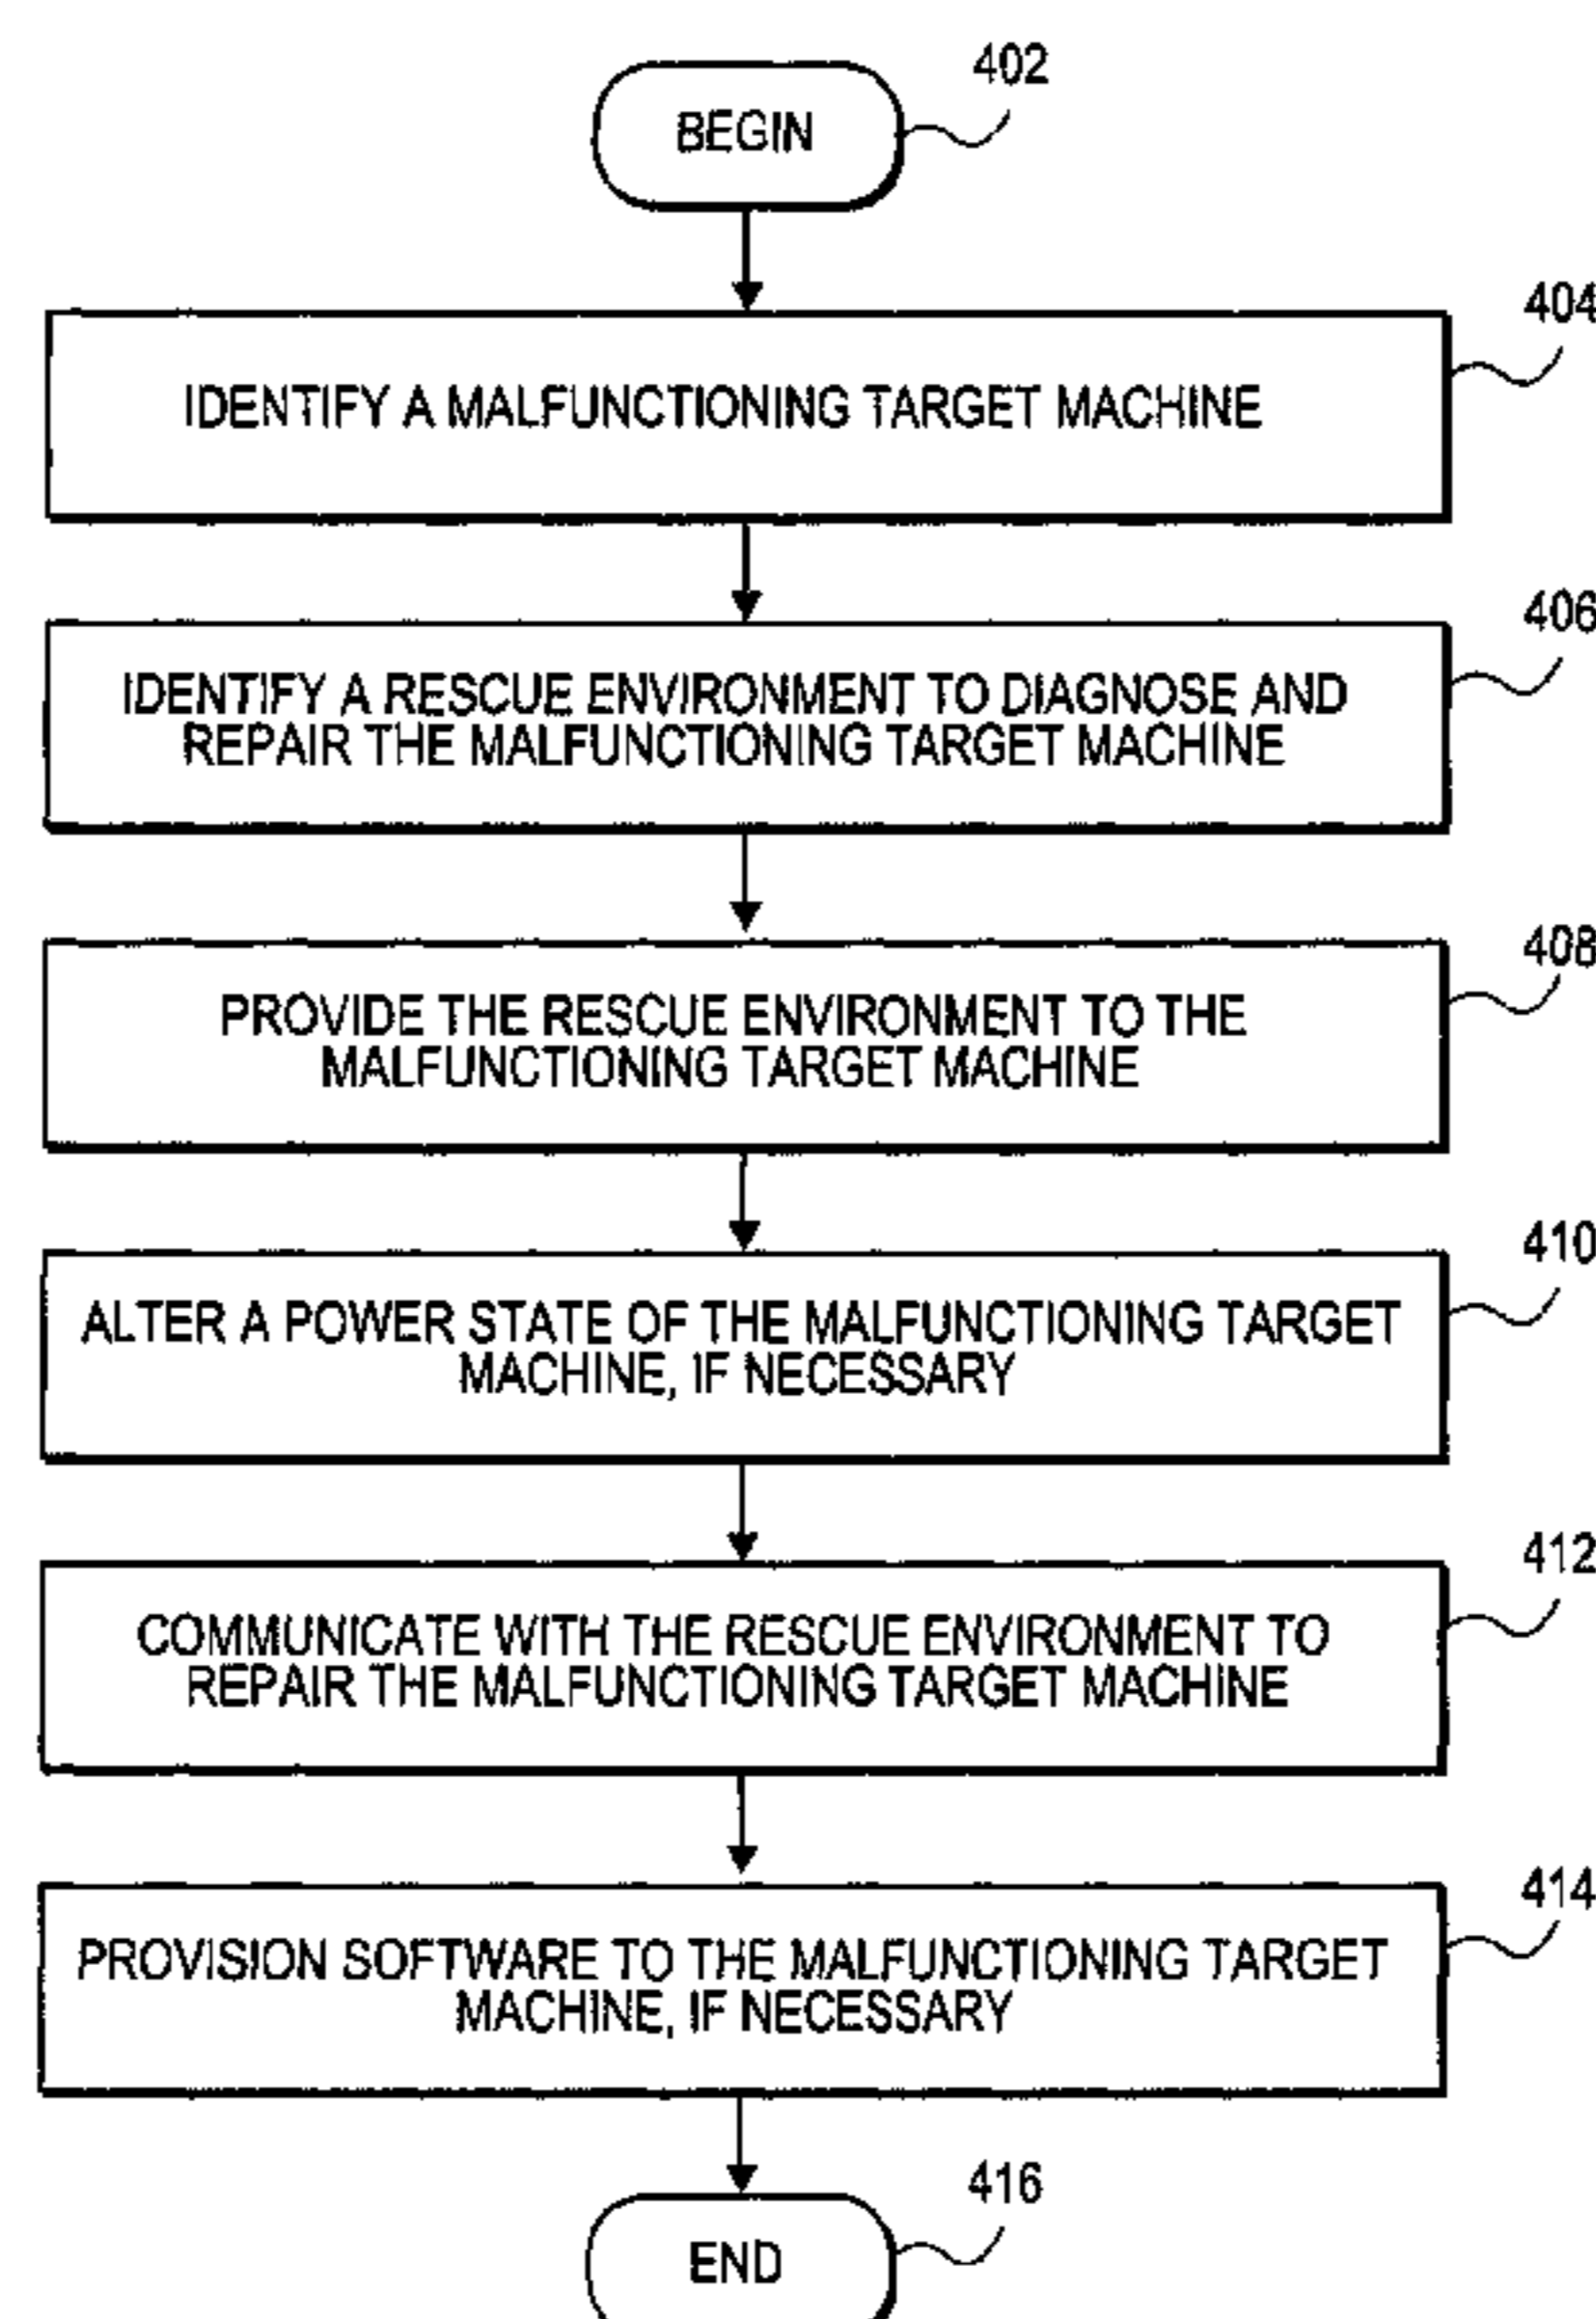 402
BEGIN
404
IDENTIFY A MALFUNCTIONING TARGET MACHINE
406
IDENTIFY A RESCUE ENVIRONMENT TO DIAGNOSE AND
REPAIR THE MALFUNCTIONING TARGET MACHINE
408
PROVIDE THE RESCUE ENVIRONMENT TO THE
MALFUNCTIONING TARGET MACHINE
410
ALTER A POWER STATE OF THE MALFUNCTIONING TARGET
MACHINE, IF NECESSARY
412
COMMUNICATE WITH THE RESCUE ENVIRONMENT TO
REPAIR THE MALFUNCTIONING TARGET MACHINE
414
PROVISION SOFTWARE TO THE MALFUNCTIONING TARGET
MACHINE, IF NECESSARY
416
END